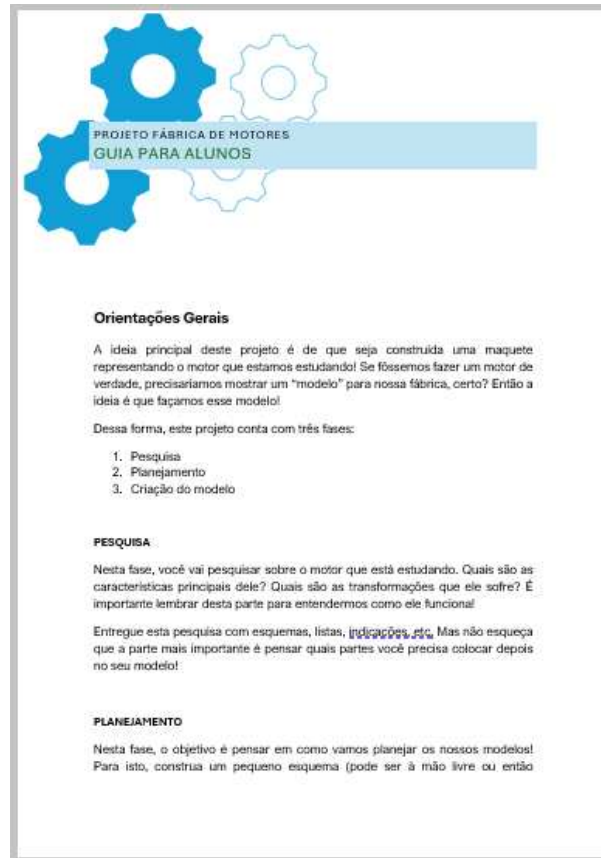 PROJETO FÁBRICA DE MOTORES
GUIA PARA ALUNOS
Orientações Gerais
A ideia principal deste projeto é de que seja construída uma maquete
representando o motor que estamos estudando! Se fôssemos fazer um motor de
verdade, precisaríamos mostrar um “modelo” para nossa fábrica, certo? Então a
ideia é que façamos esse modelo!
Dessa forma, este projeto conta com três fases:
1. Pesquisa
2. Planejamento
3. Criação do modelo
PESQUISA
Nesta fase, você vai pesquisar sobre o motor que está estudando. Quais são as
características principais dele? Quais são as transformações que ele sofre? É
importante lembrar desta parte para entendermos como ele funciona!
Entregue esta pesquisa com esquemas, listas, indicações, etc. Mas não esqueça
que a parte mais importante é pensar quais partes você precisa colocar depois
no seu modelo!
PLANEJAMENTO
Nesta fase, o objetivo é pensar em como vamos planejar os nossos modelos!
Para isto, construa um pequeno esquema (pode ser à mão livre ou então